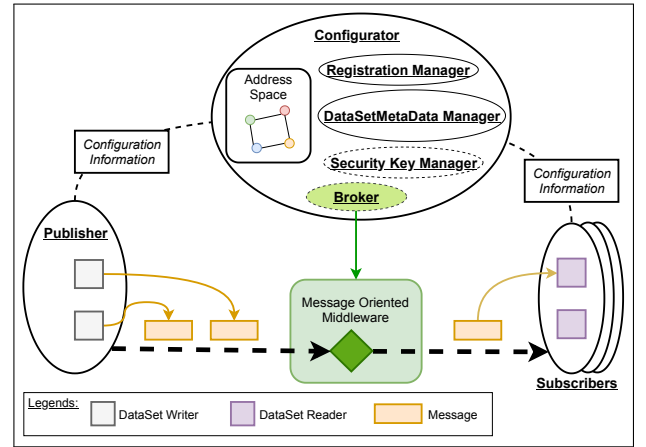 Configurator
Registration Manager
Address
Space
DataSetMetaData Manager
Configuration
Information
Security Key Manager
Configuration
Information
Broker
Publisher
Message Oriented
Middleware
Subscribers
Legends:
DataSet Writer
DataSet Reader
Message